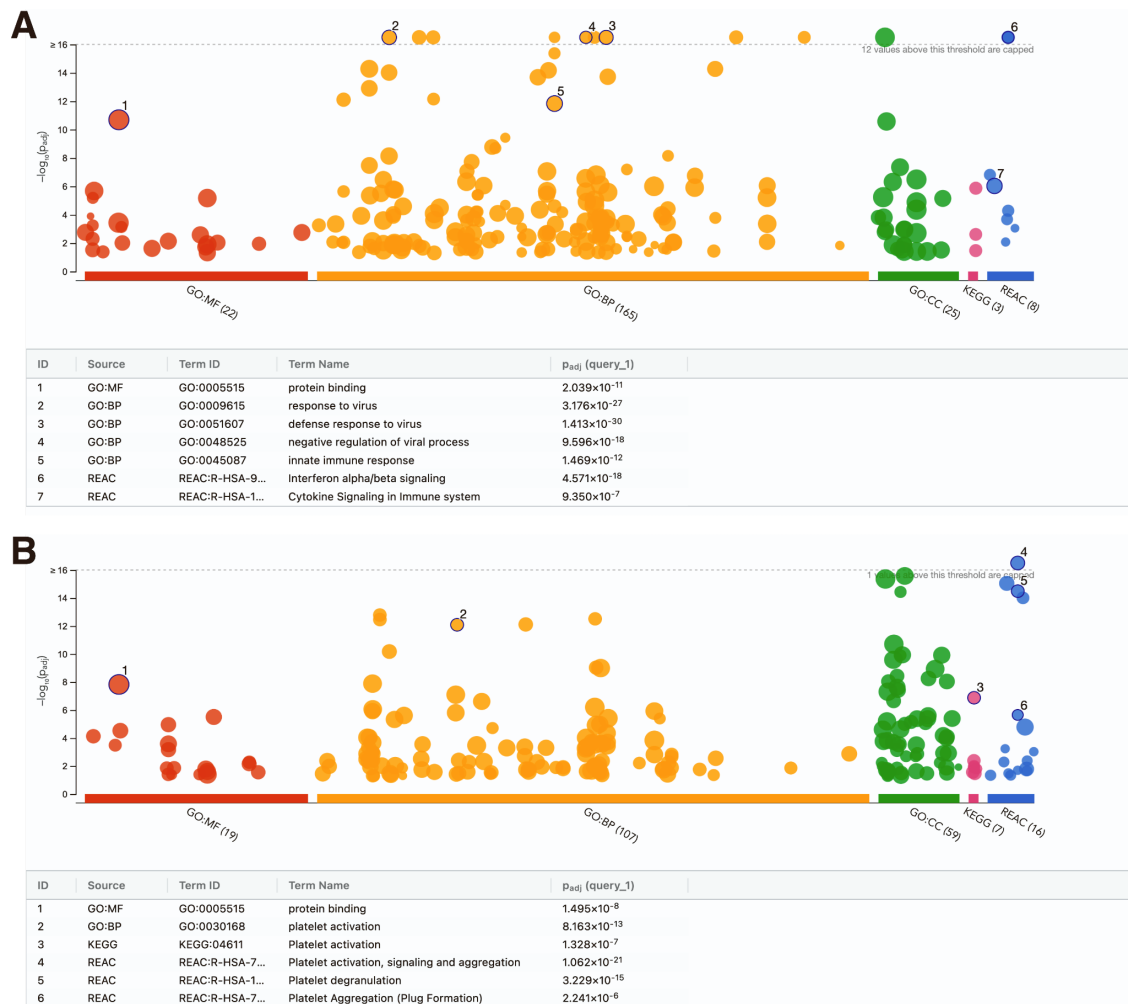 A
2
4
3
6
≥16
12 values above this threshold are capped
14
12
5
1
10
−log10(padj)
8
7
6
4
2
0
GO:MF (22)
GO:BP (165)
GO:CC (25)
KEGG (3)
REAC (8)
ID Source Term ID Term Name padj (query_1)
1 GO:MF GO:0005515 protein binding 2.039×10⁻¹¹
2 GO:BP GO:0009615 response to virus 3.176×10⁻²⁷
3 GO:BP GO:0051607 defense response to virus 1.413×10⁻³⁰
4 GO:BP GO:0048525 negative regulation of viral process 9.596×10⁻¹⁸
5 GO:BP GO:0045087 innate immune response 1.469×10⁻¹²
6 REAC REAC:R-HSA-9... Interferon alpha/beta signaling 4.571×10⁻¹⁸
7 REAC REAC:R-HSA-1... Cytokine Signaling in Immune system 9.350×10⁻⁷
B
4
≥16
1 values above this threshold are capped
5
14
2
12
10
−log10(padj)
1
8
3
6
6
4
2
0
GO:MF (19)
GO:BP (107)
GO:CC (59)
KEGG (7)
REAC (16)
ID Source Term ID Term Name padj (query_1)
1 GO:MF GO:0005515 protein binding 1.495×10⁻⁸
2 GO:BP GO:0030168 platelet activation 8.163×10⁻¹³
3 KEGG KEGG:04611 Platelet activation 1.328×10⁻⁷
4 REAC REAC:R-HSA-7... Platelet activation, signaling and aggregation 1.062×10⁻²¹
5 REAC REAC:R-HSA-1... Platelet degranulation 3.229×10⁻¹⁵
6 REAC REAC:R-HSA-7... Platelet Aggregation (Plug Formation) 2.241×10⁻⁶